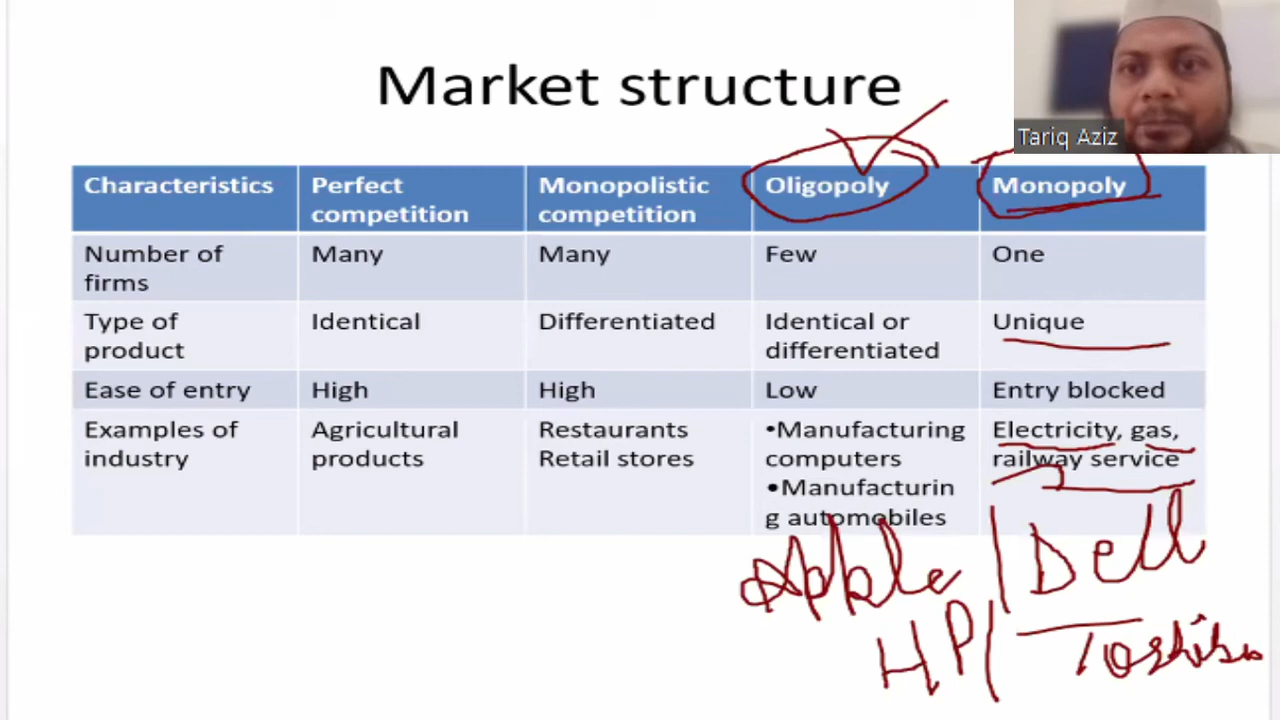 Market structure
Tariq Aziz
Characteristics
Perfect
competition
Monopolistic
competition
Oligopoly
Monopoly
Number of
firms
Many
Many
Few
One
Type of
product
Identical
Differentiated
Identical or
differentiated
Unique
Ease of entry
High
High
Low
Entry blocked
Examples of
industry
Agricultural
products
Restaurants
Retail stores
•Manufacturing
computers
•Manufacturin
g automobiles
Electricity, gas,
railway service
Apple / Dell
HP / Toshiba